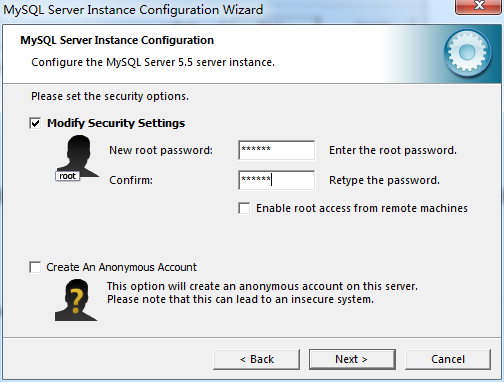 MySQL Server Instance Configuration Wizard
MySQL Server Instance Configuration
Configure the MySQL Server 5.5 server instance.
Please set the security options.
Modify Security Settings
root
New root password: ****** Enter the root password.
Confirm: ****** Retype the password.
Enable root access from remote machines
Create An Anonymous Account
This option will create an anonymous account on this server.
Please note that this can lead to an insecure system.
< Back Next > Cancel